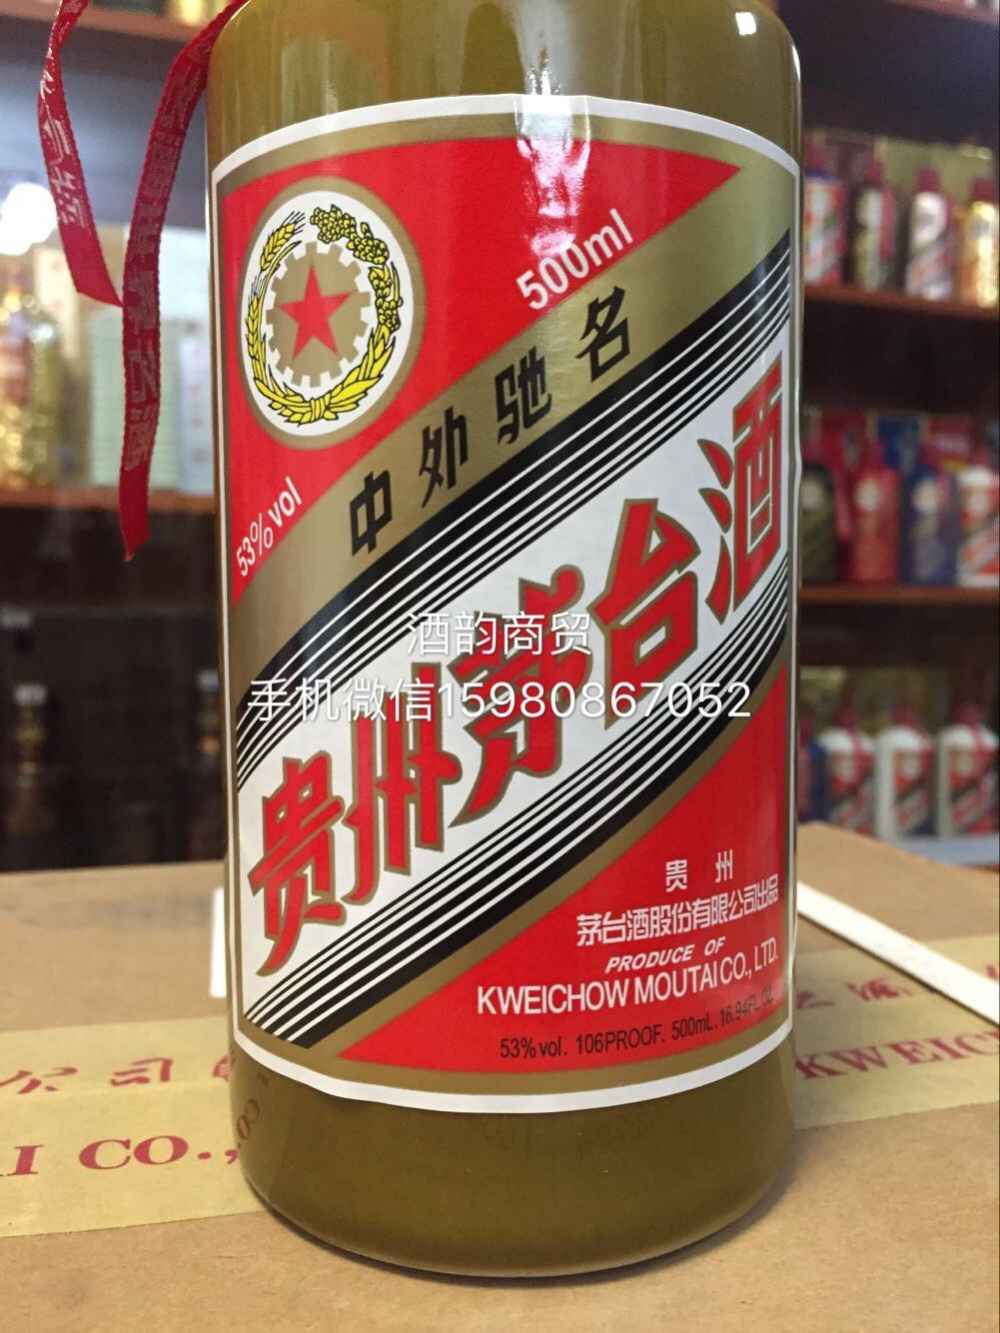 500ml
中外驰名
53%vol
贵州茅台酒
酒韵商贸
手机微信15980867052
贵州
茅台酒股份有限公司出品
PRODUCE OF
KWEICHOW MOUTAI CO., LTD.
53%vol. 106PROOF. 500mL. 16.94FL.OZ
KWEIC
AI CO.,